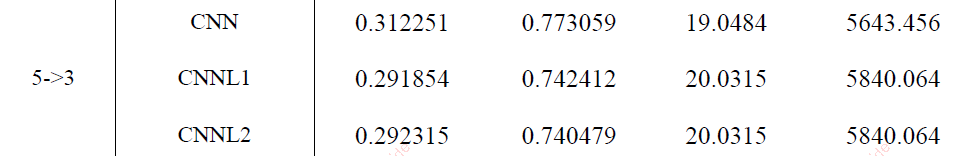 CNN 0.312251 0.773059 19.0484 5643.456
5->3 CNNL1 0.291854 0.742412 20.0315 5840.064
CNNL2 0.292315 0.740479 20.0315 5840.064